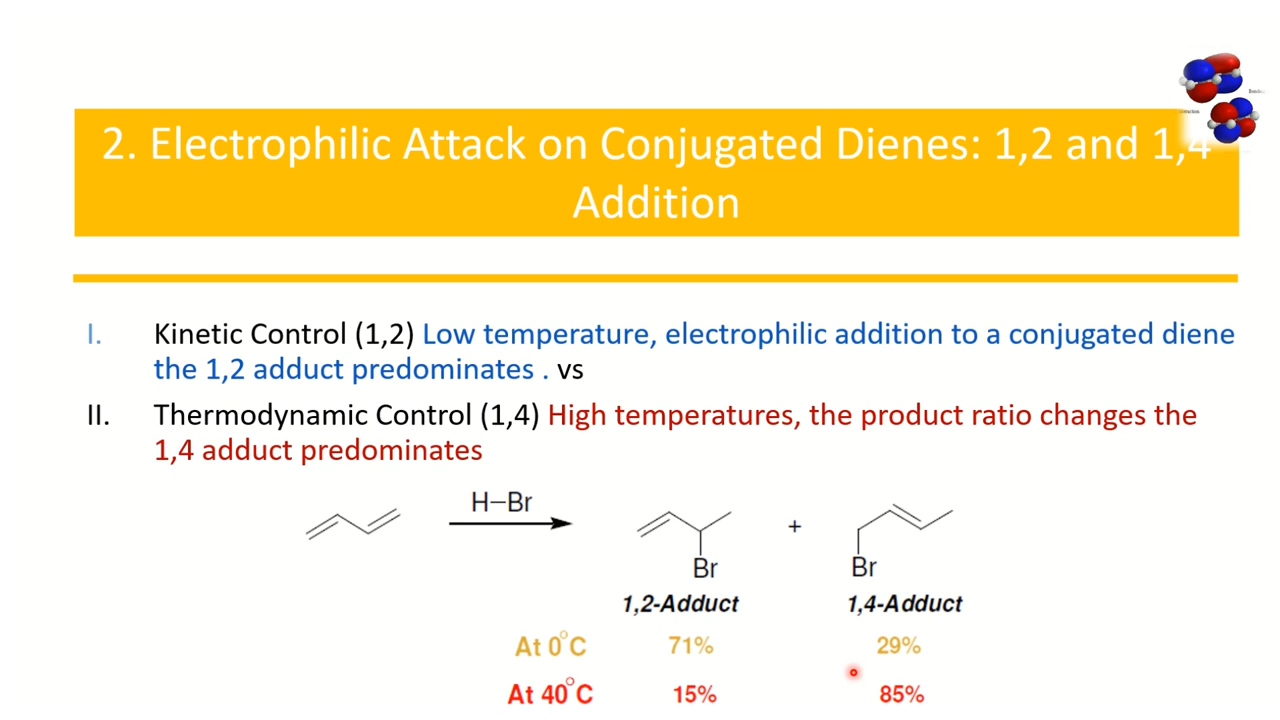 2. Electrophilic Attack on Conjugated Dienes: 1,2 and 1,4
Addition
I. Kinetic Control (1,2) Low temperature, electrophilic addition to a conjugated diene
the 1,2 adduct predominates . vs
II. Thermodynamic Control (1,4) High temperatures, the product ratio changes the
1,4 adduct predominates
H–Br
+
Br Br
1,2-Adduct 1,4-Adduct
At 0°C 71% 29%
At 40°C 15% 85%